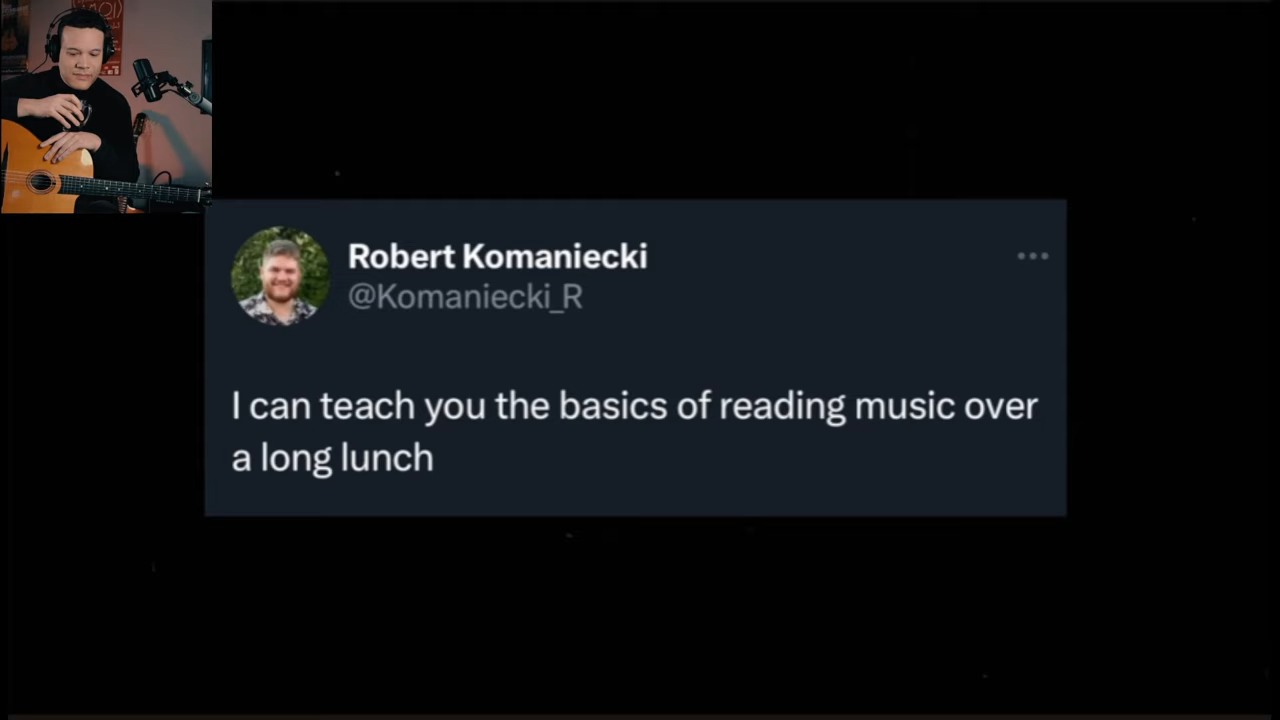 Robert Komaniecki
@Komaniecki_R
I can teach you the basics of reading music over
a long lunch